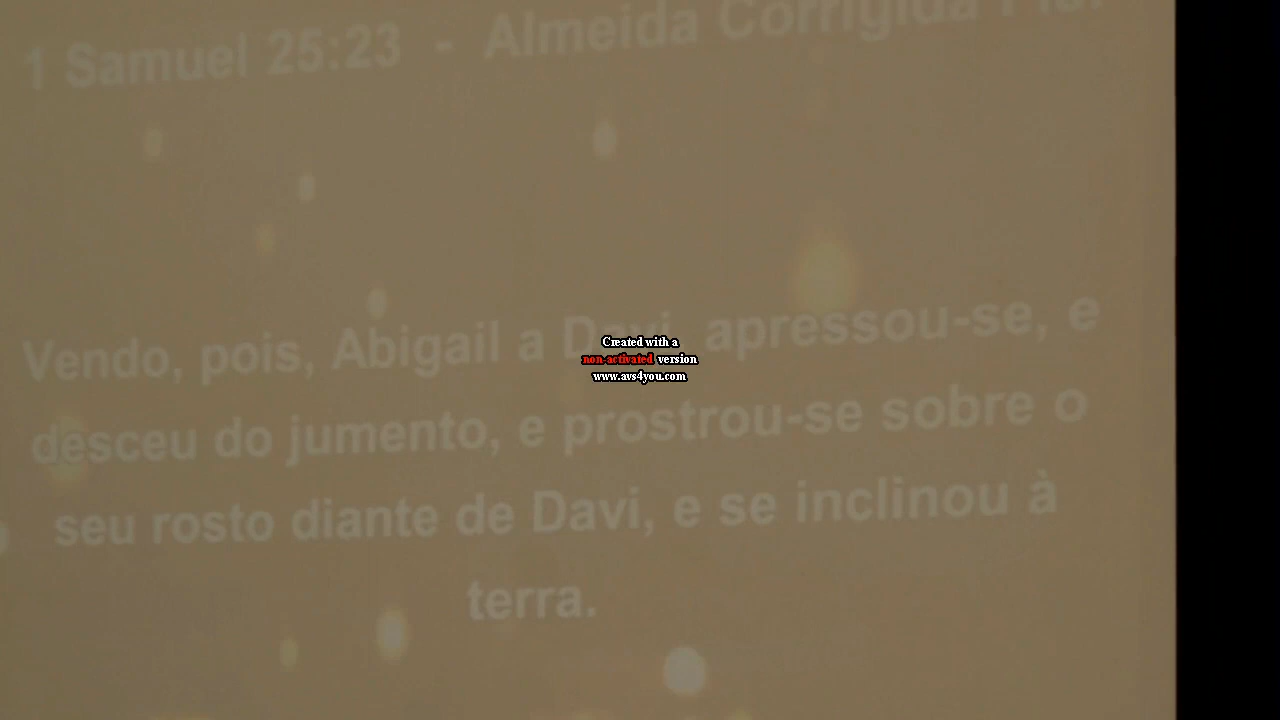 1 Samuel 25:23 - Almeida Corrigida
Vendo, pois, Abigail a Davi, apressou-se, e
desceu do jumento, e prostrou-se sobre o
seu rosto diante de Davi, e se inclinou à
terra.
Created with a
non-activated version
www.avs4you.com